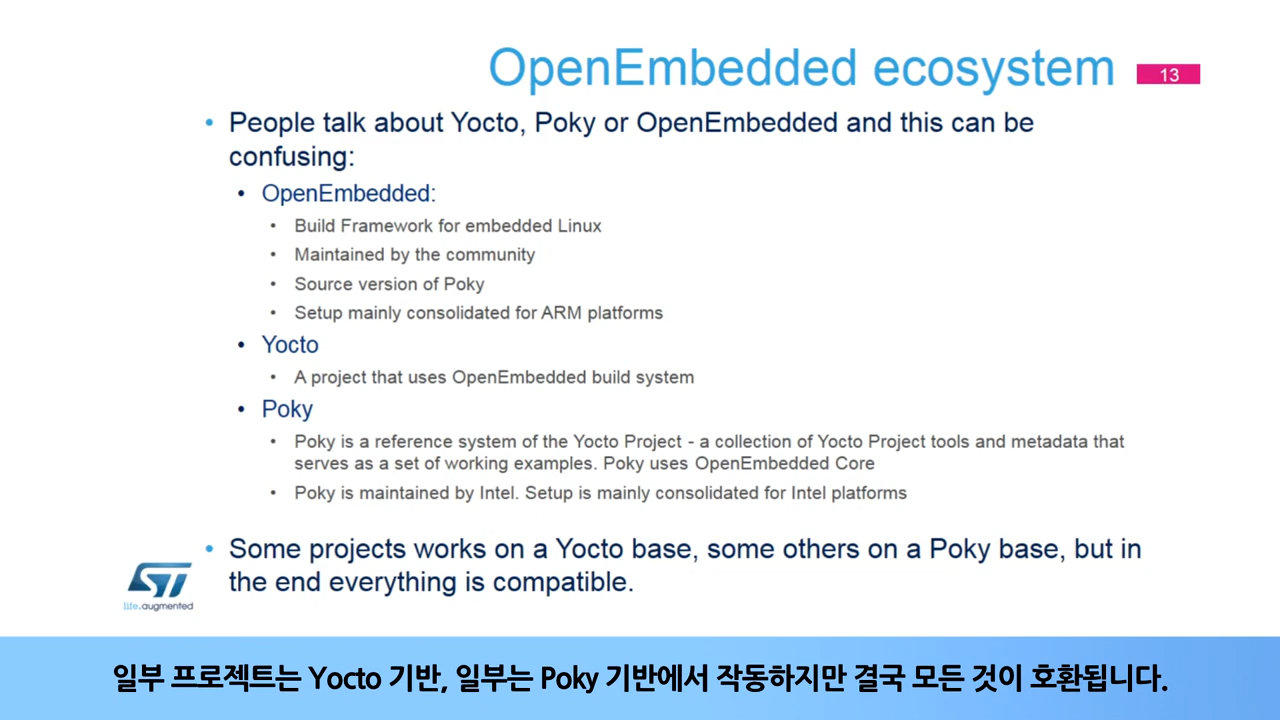 OpenEmbedded ecosystem
13
• People talk about Yocto, Poky or OpenEmbedded and this can be
confusing:
• OpenEmbedded:
• Build Framework for embedded Linux
• Maintained by the community
• Source version of Poky
• Setup mainly consolidated for ARM platforms
• Yocto
• A project that uses OpenEmbedded build system
• Poky
• Poky is a reference system of the Yocto Project - a collection of Yocto Project tools and metadata that
serves as a set of working examples. Poky uses OpenEmbedded Core
• Poky is maintained by Intel. Setup is mainly consolidated for Intel platforms
• Some projects works on a Yocto base, some others on a Poky base, but in
the end everything is compatible.
ST
life.augmented
일부 프로젝트는 Yocto 기반, 일부는 Poky 기반에서 작동하지만 결국 모든 것이 호환됩니다.